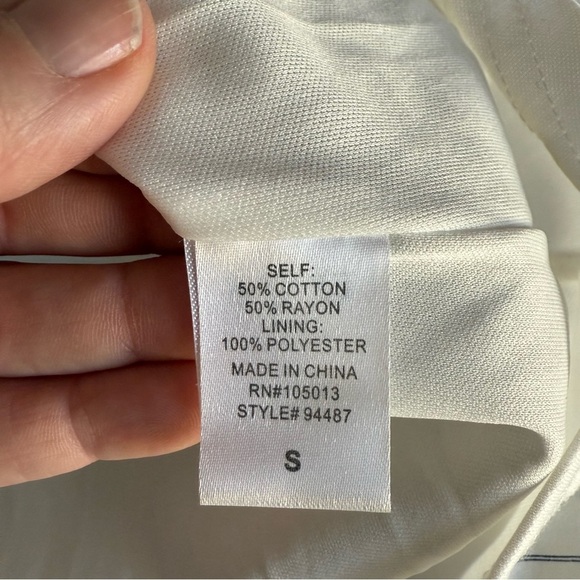 SELF:
50% COTTON
50% RAYON
LINING:
100% POLYESTER
MADE IN CHINA
RN#105013
STYLE# 94487
S